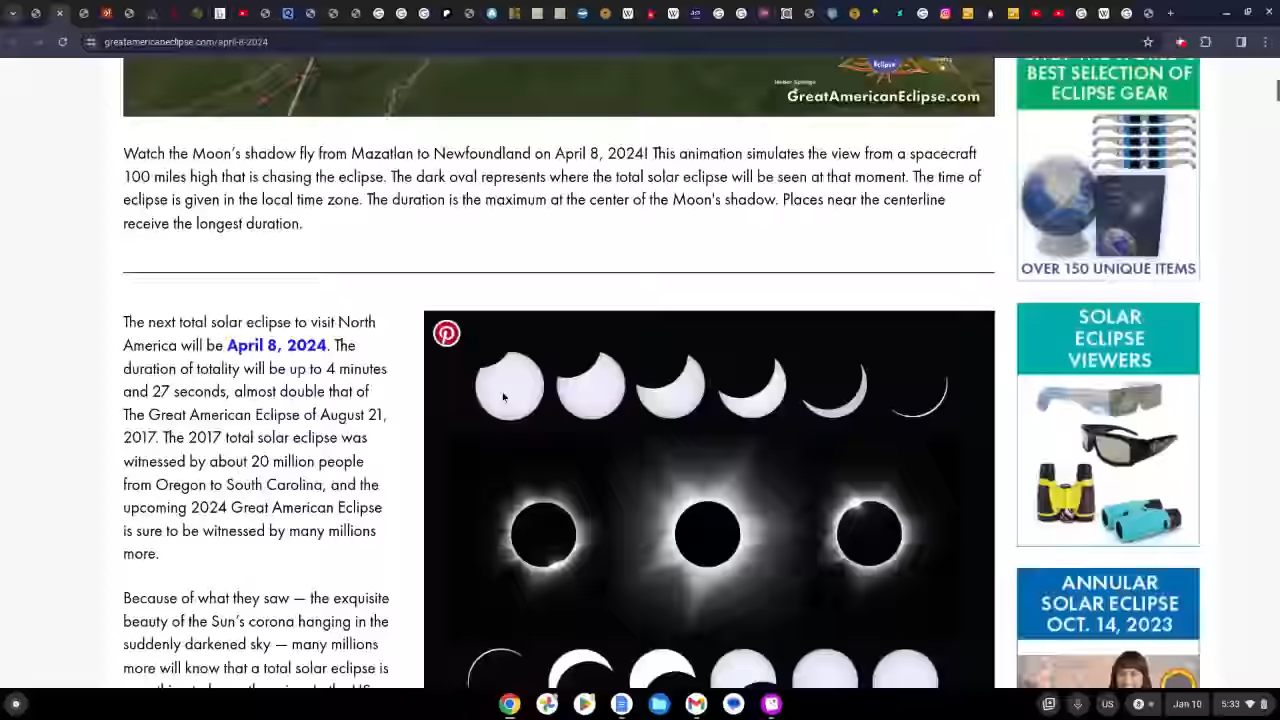 greatamericaneclipse.com/april-8-2024
Eclipse
GreatAmericanEclipse.com
BEST SELECTION OF
ECLIPSE GEAR
OVER 150 UNIQUE ITEMS
Watch the Moon's shadow fly from Mazatlan to Newfoundland on April 8, 2024! This animation simulates the view from a spacecraft
100 miles high that is chasing the eclipse. The dark oval represents where the total solar eclipse will be seen at that moment. The time of
eclipse is given in the local time zone. The duration is the maximum at the center of the Moon's shadow. Places near the centerline
receive the longest duration.
The next total solar eclipse to visit North
America will be April 8, 2024. The
duration of totality will be up to 4 minutes
and 27 seconds, almost double that of
The Great American Eclipse of August 21,
2017. The 2017 total solar eclipse was
witnessed by about 20 million people
from Oregon to South Carolina, and the
upcoming 2024 Great American Eclipse
is sure to be witnessed by many millions
more.
Because of what they saw — the exquisite
beauty of the Sun's corona hanging in the
suddenly darkened sky — many millions
more will know that a total solar eclipse is
SOLAR
ECLIPSE
VIEWERS
ANNULAR
SOLAR ECLIPSE
OCT. 14, 2023
US
Jan 10
5:33